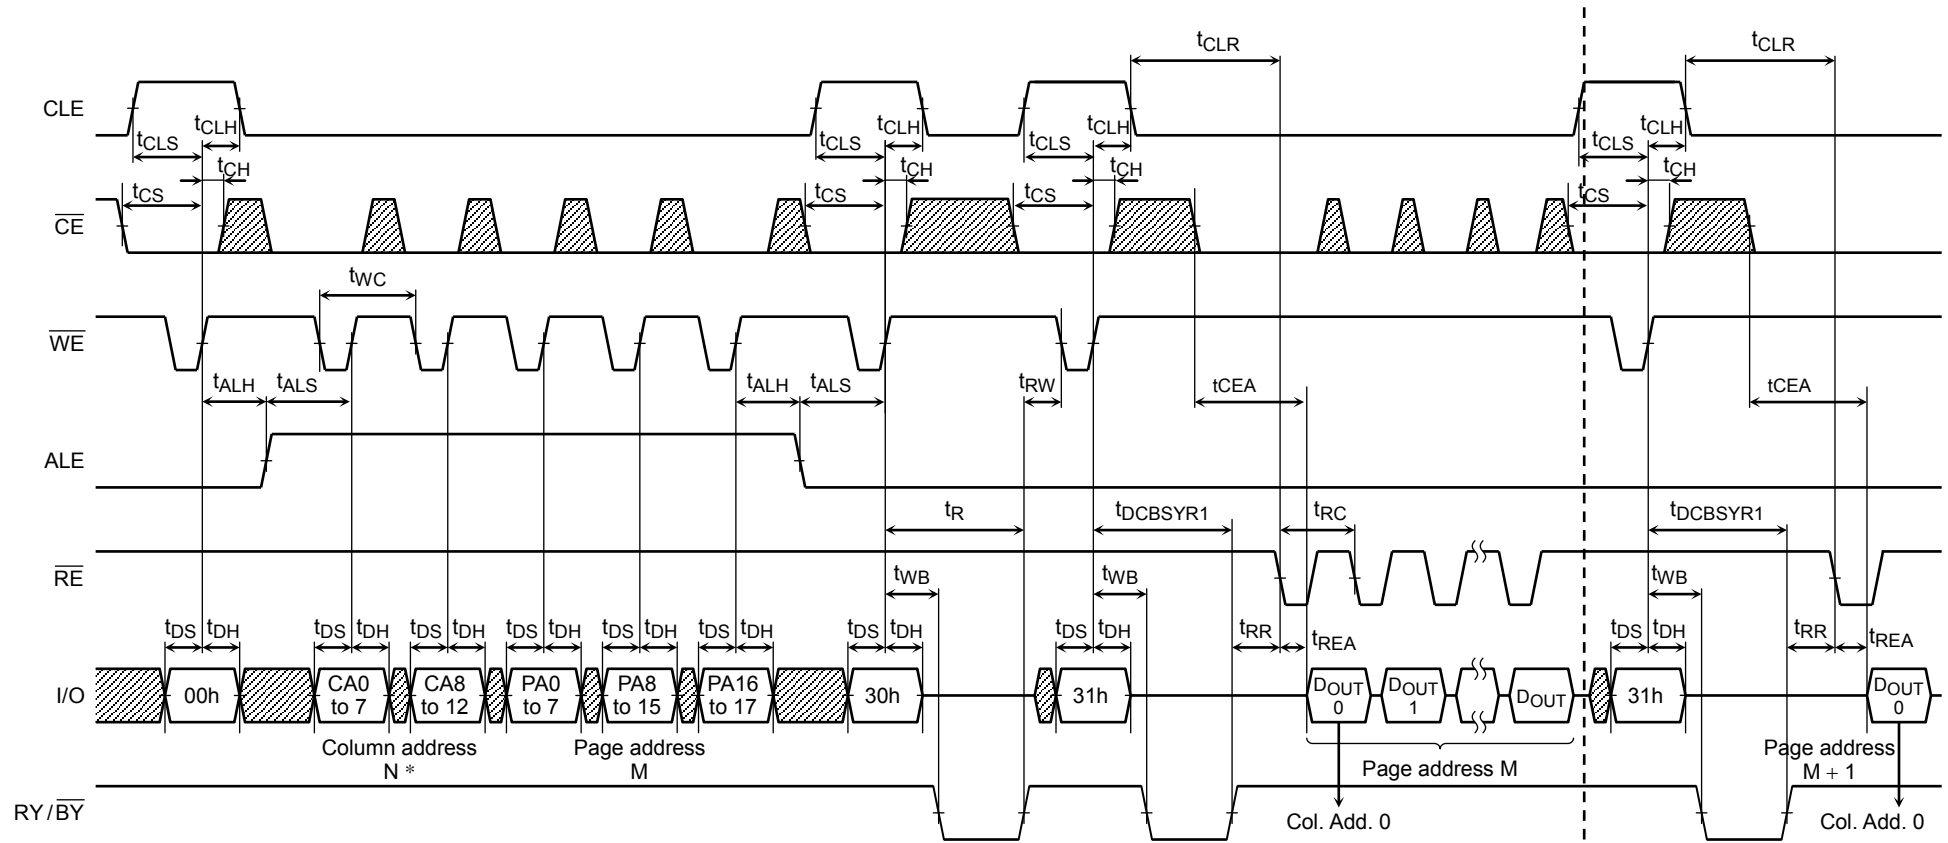 tCLR tCLR
CLE
tCLS tCLH tCLS tCLH tCLS tCLH tCLS tCLH
tCS tCH tCS tCH tCS tCH tCS tCH
CE
tWC
WE
tALH tALS tALH tALS tRW tCEA tCEA
ALE
tR tDCBSYR1 tRC tDCBSYR1
RE
tWB tWB tWB
tDS tDH tDS tDH tDS tDH tDS tDH tDS tDH tDS tDH tDS tDH tDS tDH tRR tREA tDS tDH tRR tREA
I/O
00h
CA0 to 7
CA8 to 12
PA0 to 7
PA8 to 15
PA16 to 17
30h
31h
DOUT 0
DOUT 1
DOUT
31h
DOUT 0
Column address
N *
Page address
M
Page address M
Page address
M + 1
RY/BY
Col. Add. 0
Col. Add. 0